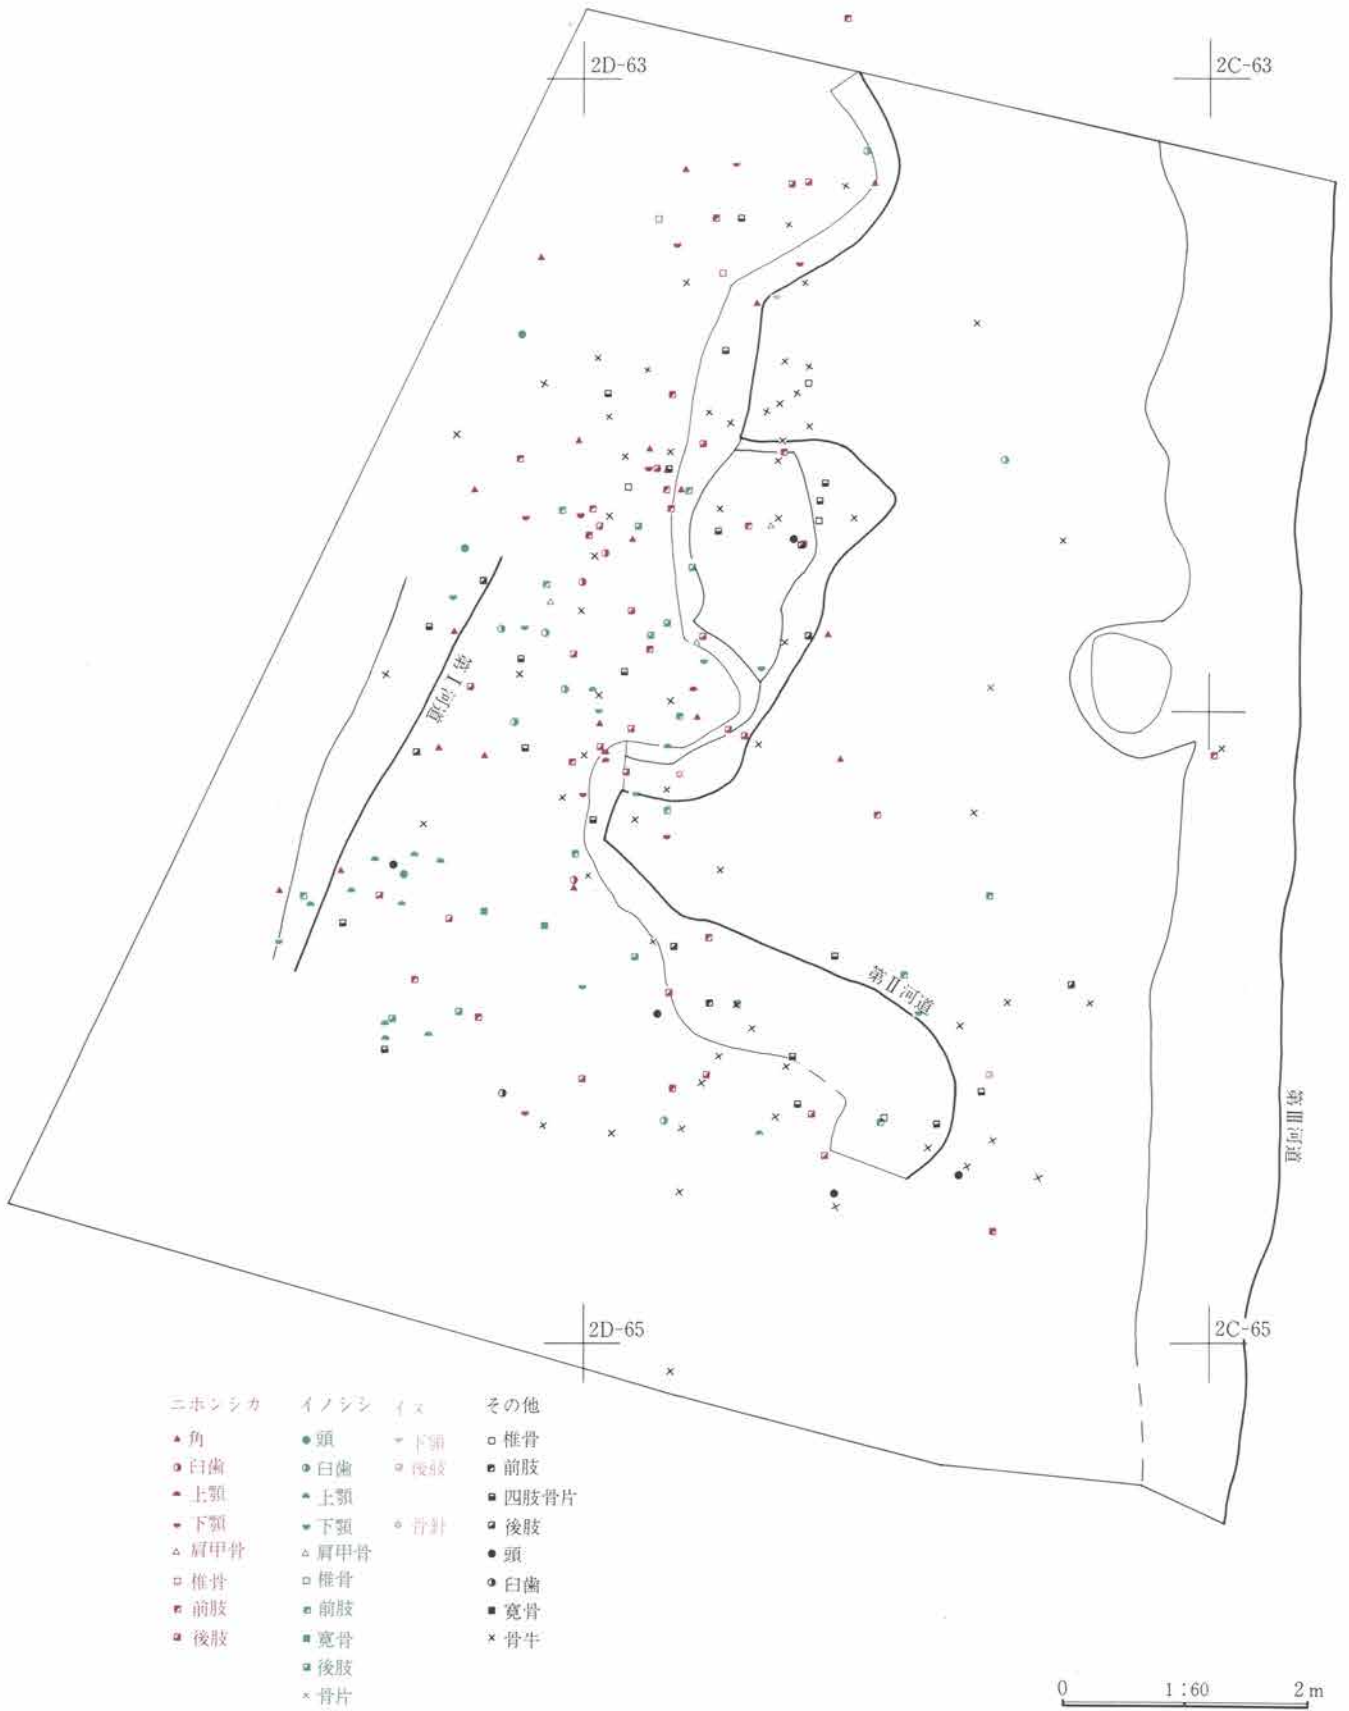 2D-63
2C-63
第Ⅰ河道
第Ⅱ河道
第Ⅲ河道
2D-65
2C-65
ニホンシカ
角
臼歯
上顎
下顎
肩甲骨
椎骨
前肢
後肢
イノシシ
頭
臼歯
上顎
下顎
肩甲骨
椎骨
前肢
寛骨
後肢
骨片
イヌ
下顎
後肢
骨針
その他
椎骨
前肢
四肢骨片
後肢
頭
臼歯
寛骨
骨牛
0 1:60 2m